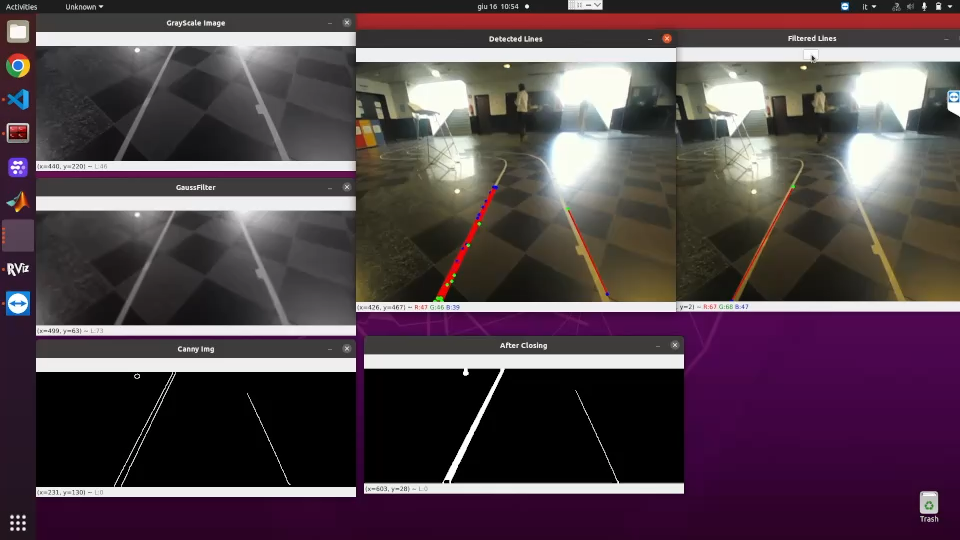 Activities
Unknown
giu 16 10:54
it
GrayScale Image
(x=440, y=220) ~ L:46
GaussFilter
(x=499, y=63) ~ L:73
Canny Img
(x=231, y=130) ~ L:0
Detected Lines
(x=426, y=467) ~ R:47 G:46 B:39
Filtered Lines
y=2) ~ R:67 G:68 B:47
After Closing
(x=603, y=28) ~ L:0
RViz
Trash